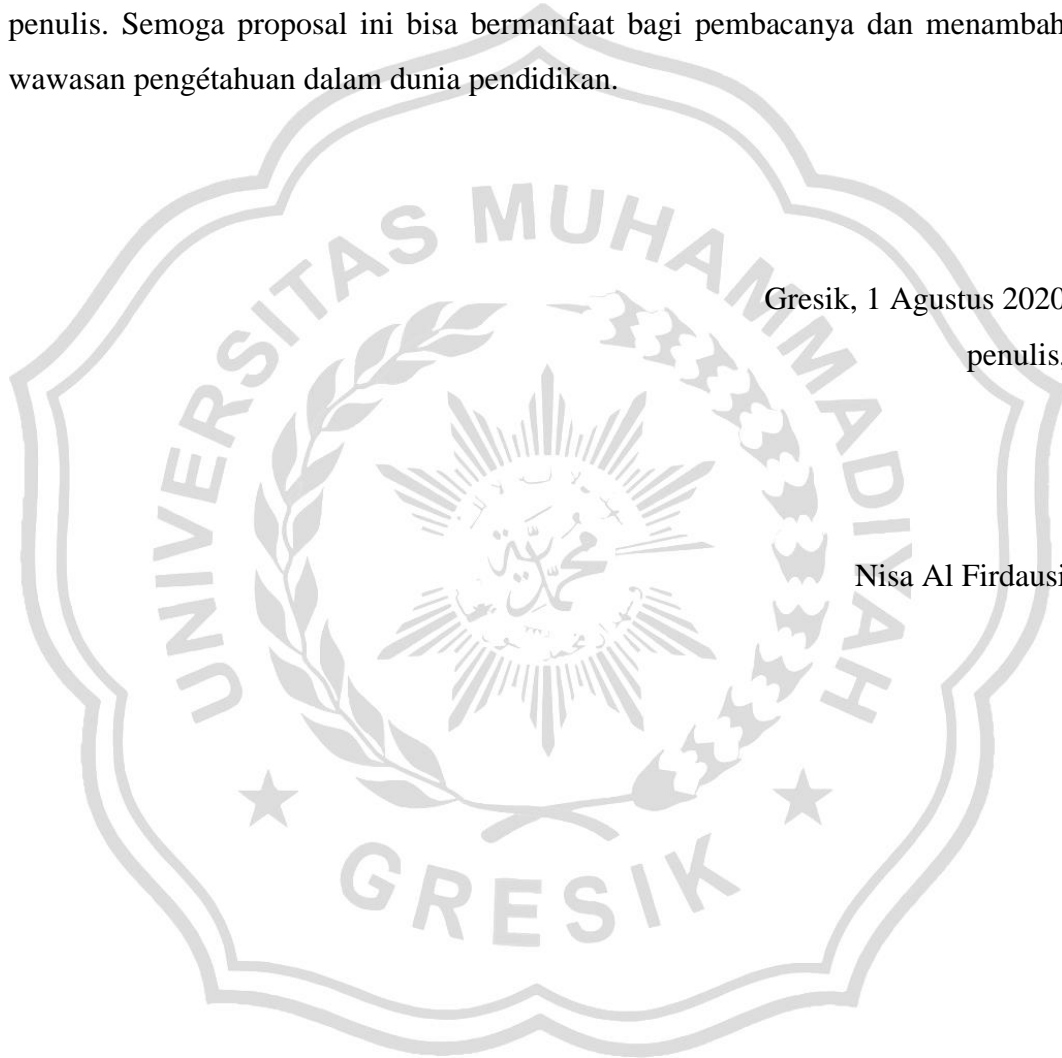 penulis. Semoga proposal ini bisa bermanfaat bagi pembacanya dan menambah
wawasan pengétahuan dalam dunia pendidikan.
UNIVERSITAS MUHAMMADIYAH
Gresik, 1 Agustus 2020
penulis.
محمدية
Nisa Al Firdausi
GRESIK